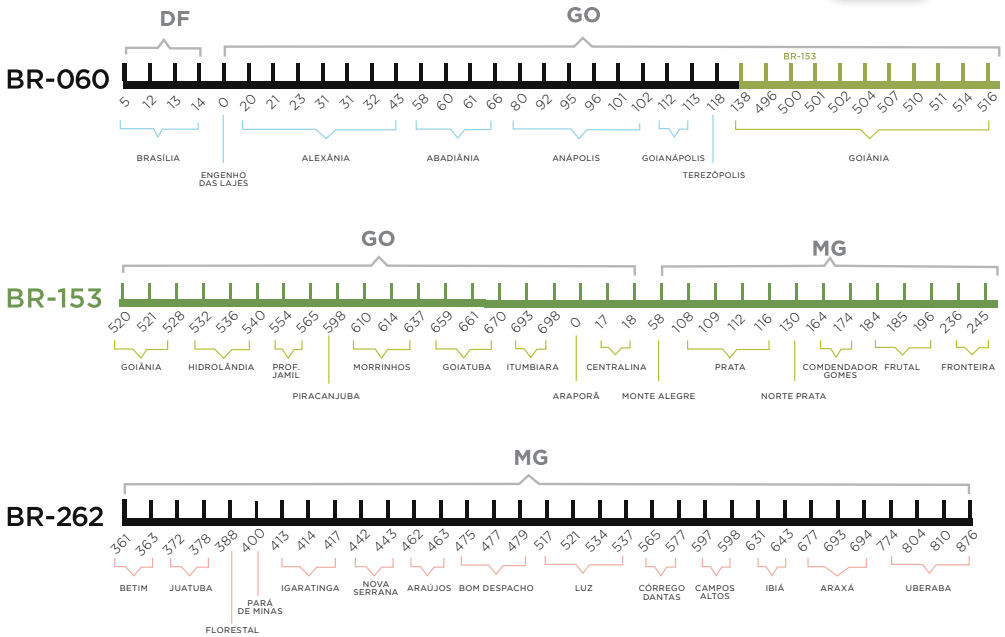 DF
GO
BR-153
BR-060
5 12 13 14 0 20 21 23 31 31 32 43 58 60 61 66 80 92 95 96 101 102 112 113 118 138 496 500 501 502 504 507 510 511 514 516
BRASÍLIA ALEXÂNIA ABADIÂNIA ANÁPOLIS GOIANÁPOLIS GOIÂNIA
ENGENHO
DAS LAJES
TEREZÓPOLIS
GO
MG
BR-153
520 521 528 532 536 540 554 565 598 610 614 637 659 661 670 693 698 0 17 18 58 108 109 112 116 130 164 174 184 185 196 236 245
GOIÂNIA HIDROLÂNDIA PROF.
JAMIL
MORRINHOS GOIATUBA ITUMBIARA CENTRALINA PRATA COMDENDADOR
GOMES
FRUTAL FRONTEIRA
PIRACANJUBA ARAPORÃ MONTE ALEGRE NORTE PRATA
MG
BR-262
361 363 372 378 388 400 413 414 417 442 443 462 463 475 477 479 517 521 534 537 565 577 597 598 631 643 677 693 694 774 804 810 876
BETIM JUATUBA IGARATINGA NOVA
SERRANA
ARAÚJOS BOM DESPACHO LUZ CÓRREGO
DANTAS
CAMPOS
ALTOS
IBIÁ ARAXÁ UBERABA
PARÁ
DE MINAS
FLORESTAL